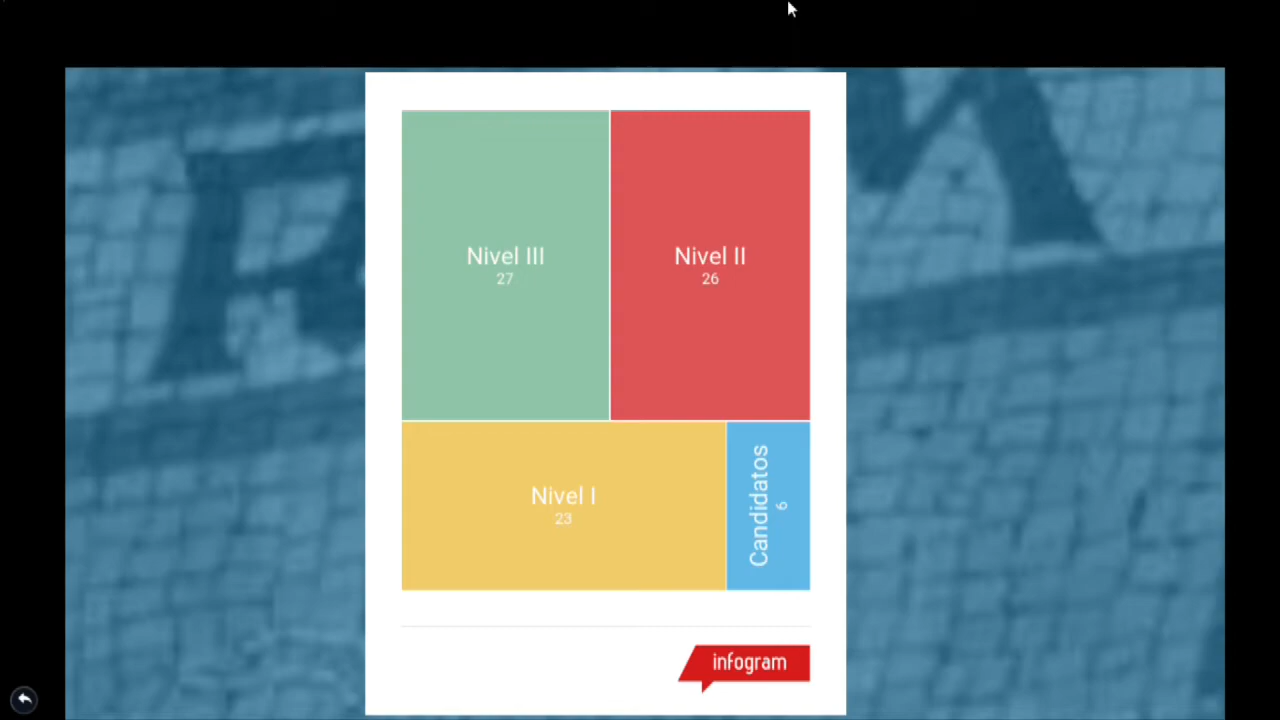 Nivel III
27
Nivel II
26
Nivel I
23
Candidatos
6
infogram